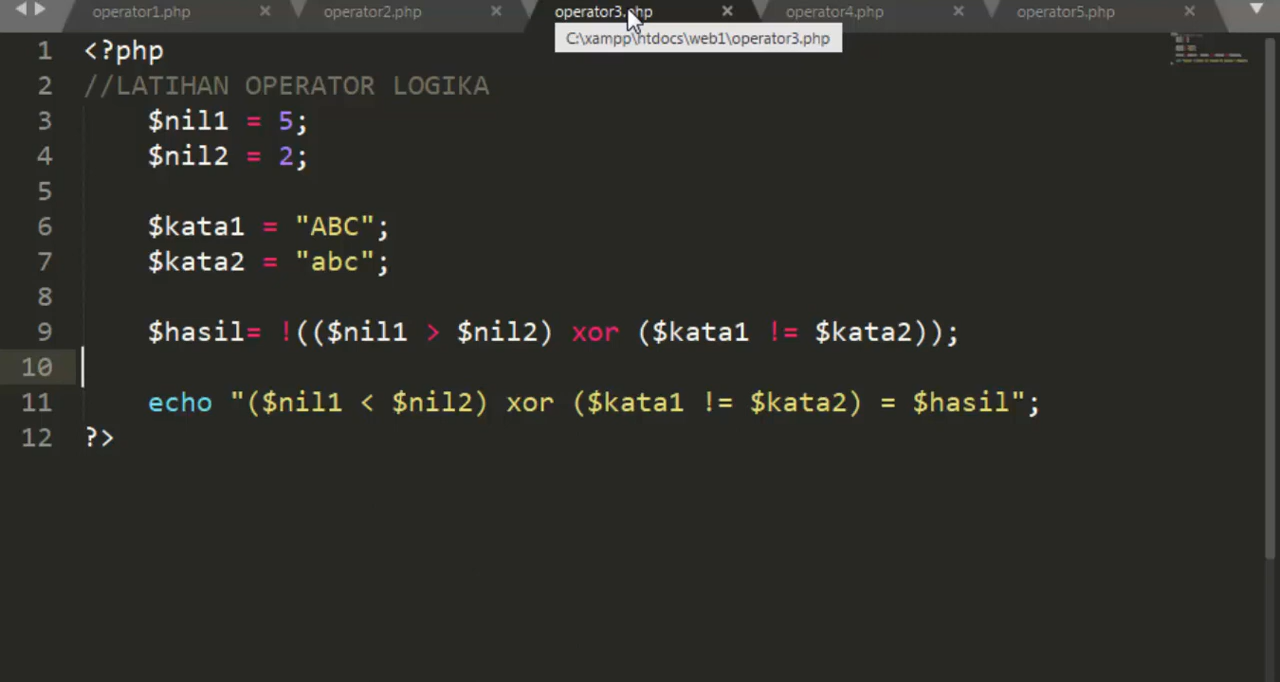 operator1.php × operator2.php × operator3.php × operator4.php × operator5.php ×
C:\xampp\htdocs\web1\operator3.php
1 <?php
2 //LATIHAN OPERATOR LOGIKA
3 $nil1 = 5;
4 $nil2 = 2;
5
6 $kata1 = "ABC";
7 $kata2 = "abc";
8
9 $hasil= !(($nil1 > $nil2) xor ($kata1 != $kata2));
10
11 echo "($nil1 < $nil2) xor ($kata1 != $kata2) = $hasil";
12 ?>